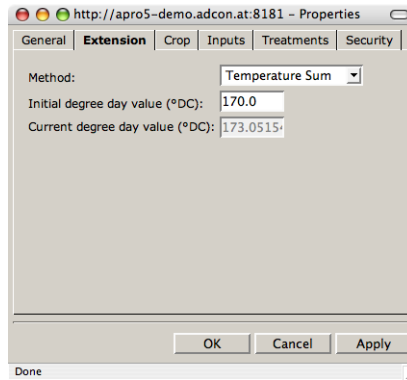 http://apro5-demo.adcon.at:8181 – Properties
General Extension Crop Inputs Treatments Security
Method: Temperature Sum
Initial degree day value (°DC): 170.0
Current degree day value (°DC): 173.0515
OK Cancel Apply
Done